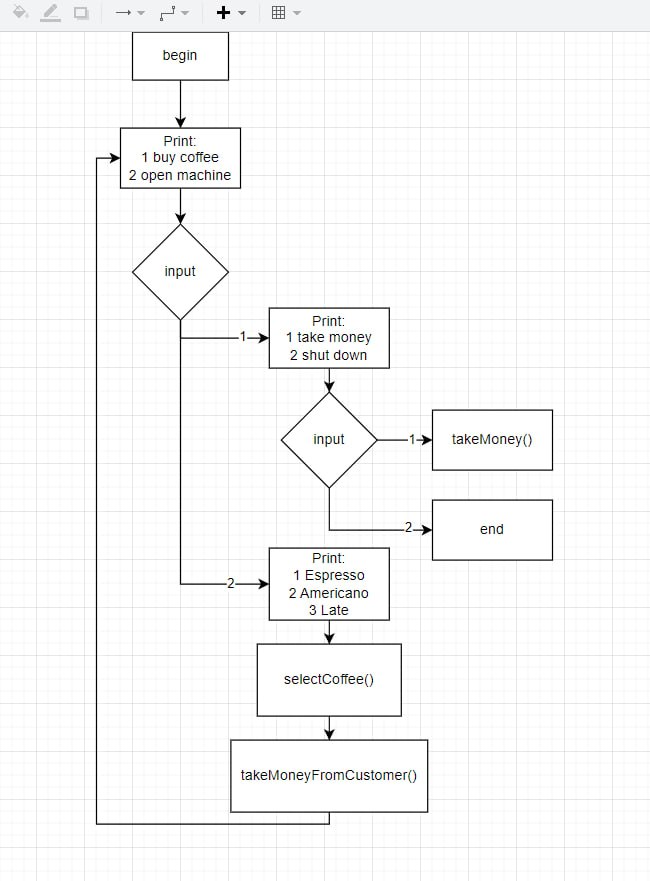 begin
Print:
1 buy coffee
2 open machine
input
1
Print:
1 take money
2 shut down
input
1
takeMoney()
2
end
2
Print:
1 Espresso
2 Americano
3 Late
selectCoffee()
takeMoneyFromCustomer()